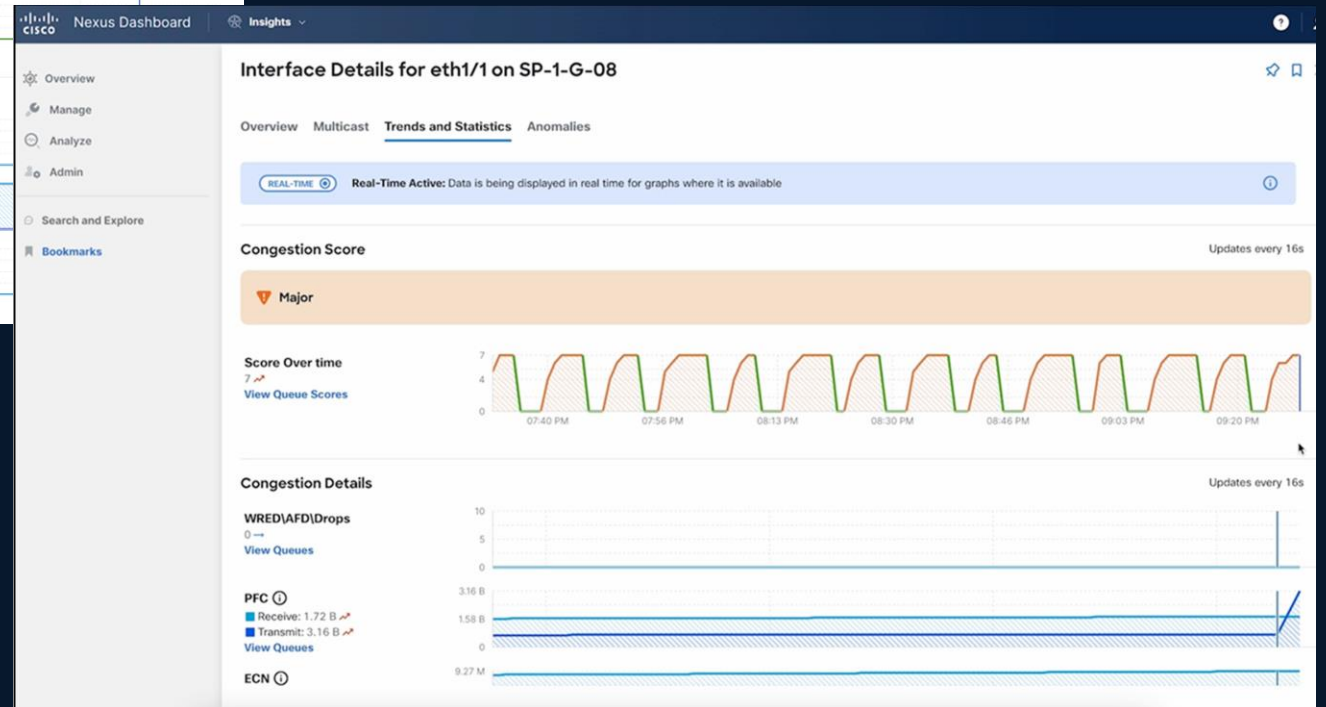 CISCO Nexus Dashboard Insights ?
Overview
Manage
Analyze
Admin
Search and Explore
Bookmarks
Interface Details for eth1/1 on SP-1-G-08
Overview Multicast Trends and Statistics Anomalies
REAL-TIME Real-Time Active: Data is being displayed in real time for graphs where it is available
Congestion Score Updates every 16s
Major
Score Over time
7
View Queue Scores
7
4
0
07:40 PM 07:56 PM 08:13 PM 08:30 PM 08:46 PM 09:03 PM 09:20 PM
Congestion Details Updates every 16s
WRED\AFD\Drops
0
View Queues
10
5
0
PFC
Receive: 1.72 B
Transmit: 3.16 B
View Queues
3.16 B
1.58 B
0
ECN
9.27 M